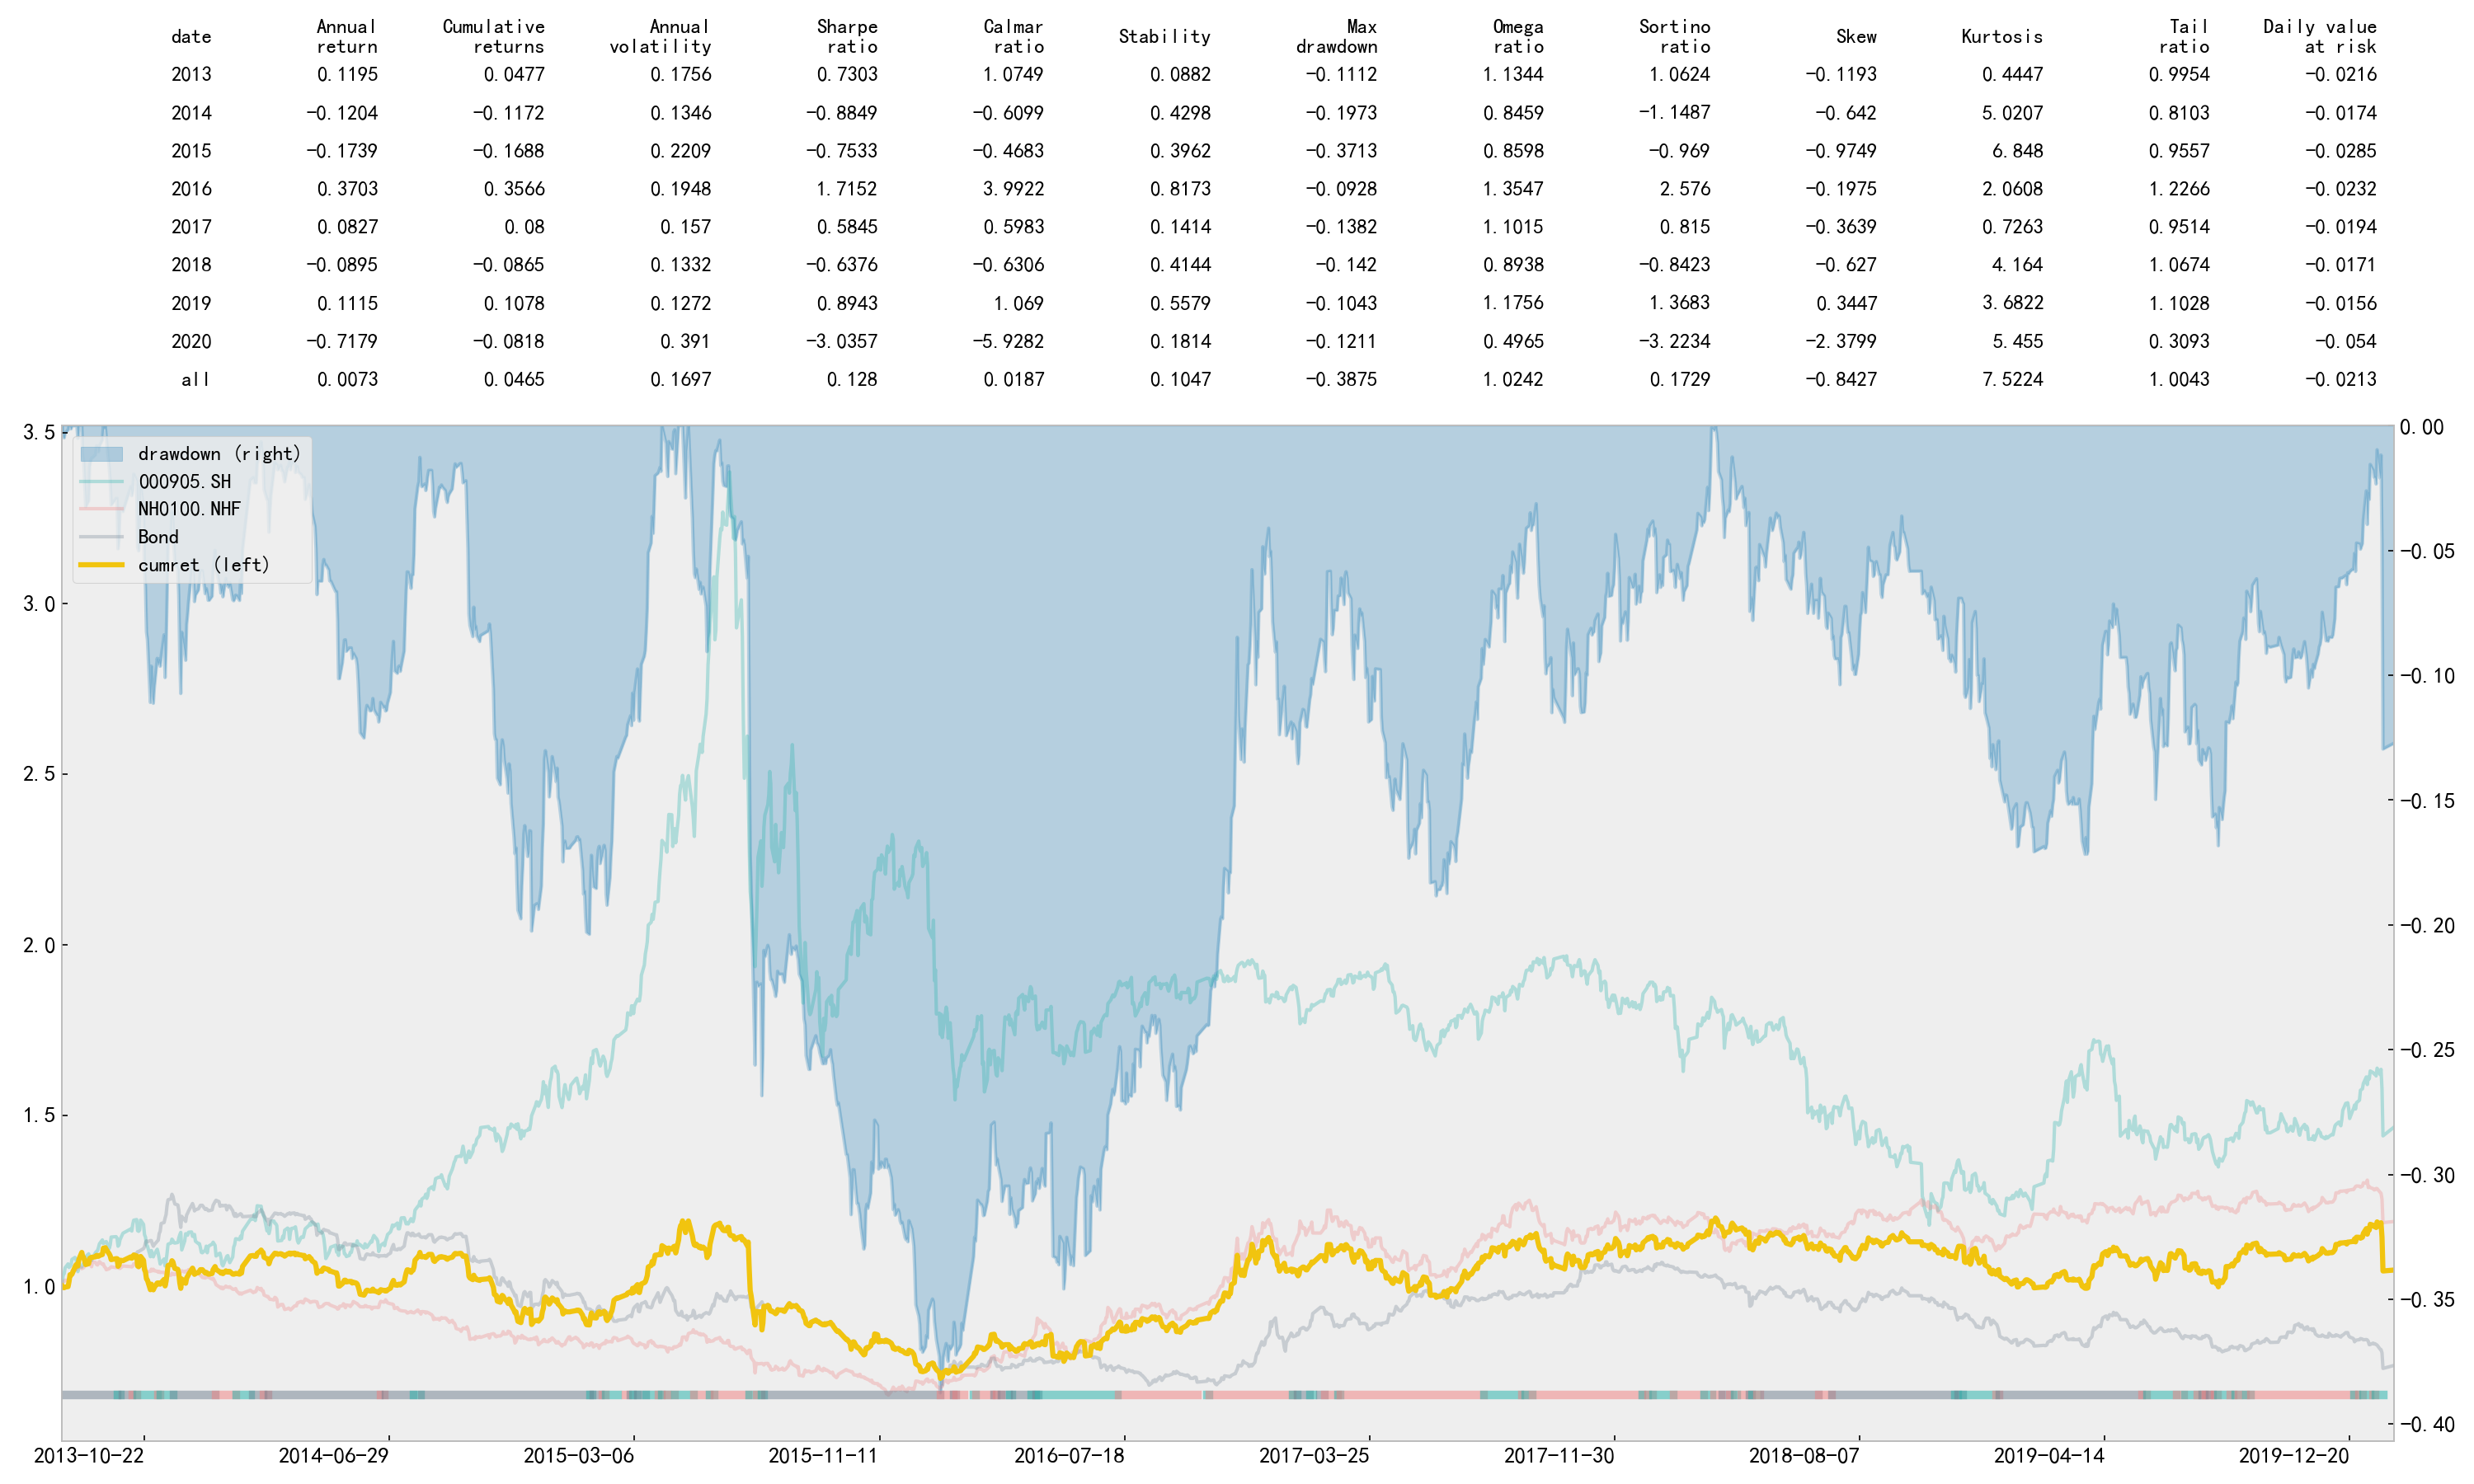 date Annual return Cumulative returns Annual volatility Sharpe ratio Calmar ratio Stability Max drawdown Omega ratio Sortino ratio Skew Kurtosis Tail ratio Daily value at risk
2013 0.1195 0.0477 0.1756 0.7303 1.0749 0.0882 −0.1112 1.1344 1.0624 −0.1193 0.4447 0.9954 −0.0216
2014 −0.1204 −0.1172 0.1346 −0.8849 −0.6099 0.4298 −0.1973 0.8459 −1.1487 −0.642 5.0207 0.8103 −0.0174
2015 −0.1739 −0.1688 0.2209 −0.7533 −0.4683 0.3962 −0.3713 0.8598 −0.969 −0.9749 6.848 0.9557 −0.0285
2016 0.3703 0.3566 0.1948 1.7152 3.9922 0.8173 −0.0928 1.3547 2.576 −0.1975 2.0608 1.2266 −0.0232
2017 0.0827 0.08 0.157 0.5845 0.5983 0.1414 −0.1382 1.1015 0.815 −0.3639 0.7263 0.9514 −0.0194
2018 −0.0895 −0.0865 0.1332 −0.6376 −0.6306 0.4144 −0.142 0.8938 −0.8423 −0.627 4.164 1.0674 −0.0171
2019 0.1115 0.1078 0.1272 0.8943 1.069 0.5579 −0.1043 1.1756 1.3683 0.3447 3.6822 1.1028 −0.0156
2020 −0.7179 −0.0818 0.391 −3.0357 −5.9282 0.1814 −0.1211 0.4965 −3.2234 −2.3799 5.455 0.3093 −0.054
all 0.0073 0.0465 0.1697 0.128 0.0187 0.1047 −0.3875 1.0242 0.1729 −0.8427 7.5224 1.0043 −0.0213
3.5
3.0
2.5
2.0
1.5
1.0
drawdown (right)
000905.SH
NH0100.NHF
Bond
cumret (left)
0.00
−0.05
−0.10
−0.15
−0.20
−0.25
−0.30
−0.35
−0.40
2013−10−22 2014−06−29 2015−03−06 2015−11−11 2016−07−18 2017−03−25 2017−11−30 2018−08−07 2019−04−14 2019−12−20